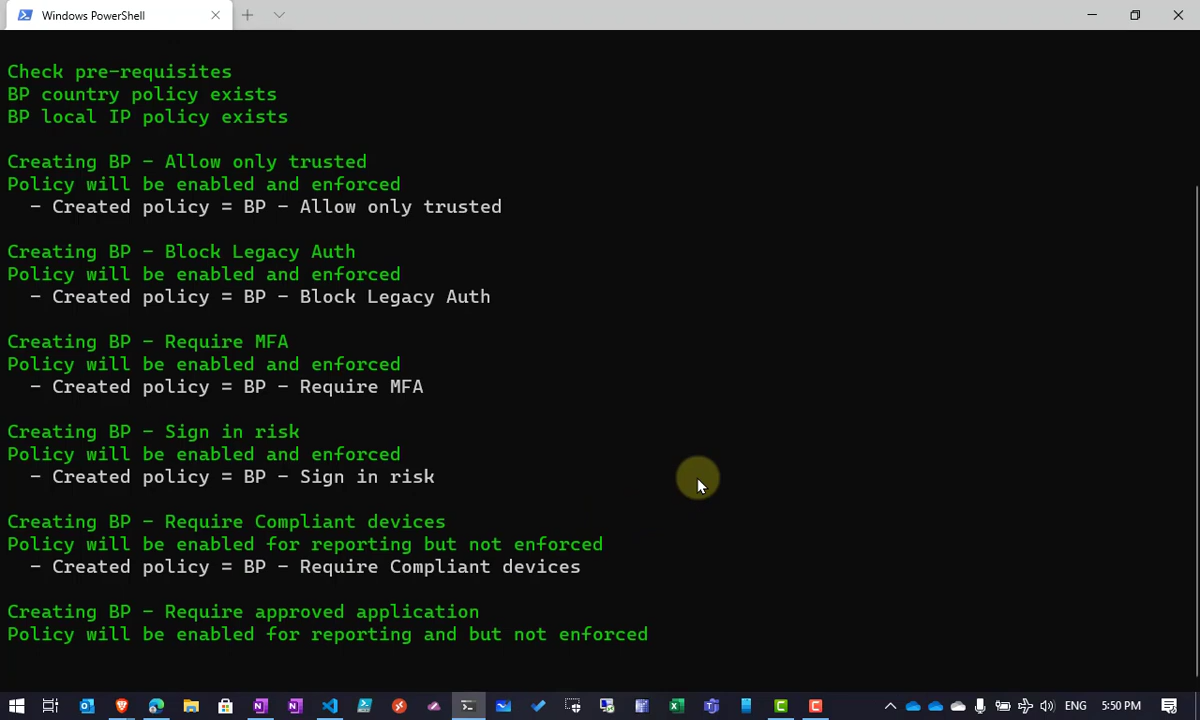 Windows PowerShell
Check pre-requisites
BP country policy exists
BP local IP policy exists
Creating BP - Allow only trusted
Policy will be enabled and enforced
- Created policy = BP - Allow only trusted
Creating BP - Block Legacy Auth
Policy will be enabled and enforced
- Created policy = BP - Block Legacy Auth
Creating BP - Require MFA
Policy will be enabled and enforced
- Created policy = BP - Require MFA
Creating BP - Sign in risk
Policy will be enabled and enforced
- Created policy = BP - Sign in risk
Creating BP - Require Compliant devices
Policy will be enabled for reporting but not enforced
- Created policy = BP - Require Compliant devices
Creating BP - Require approved application
Policy will be enabled for reporting and but not enforced
ENG 5:50 PM